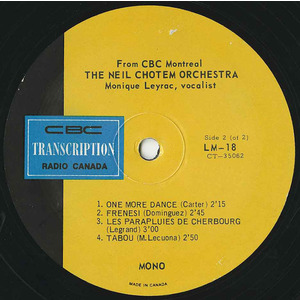 From CBC Montreal
THE NEIL CHOTEM ORCHESTRA
Monique Leyrac, vocalist
Side 2 (of 2)
LM-18
CT-35062
CBC
TRANSCRIPTION
RADIO CANADA
1. ONE MORE DANCE (Carter) 2'15
2. FRENESI (Dominguez) 2'45
3. LES PARAPLUIES DE CHERBOURG
(Legrand) 3'00
4. TABOU (M.Lecuona) 2'50
MONO
MADE IN CANADA